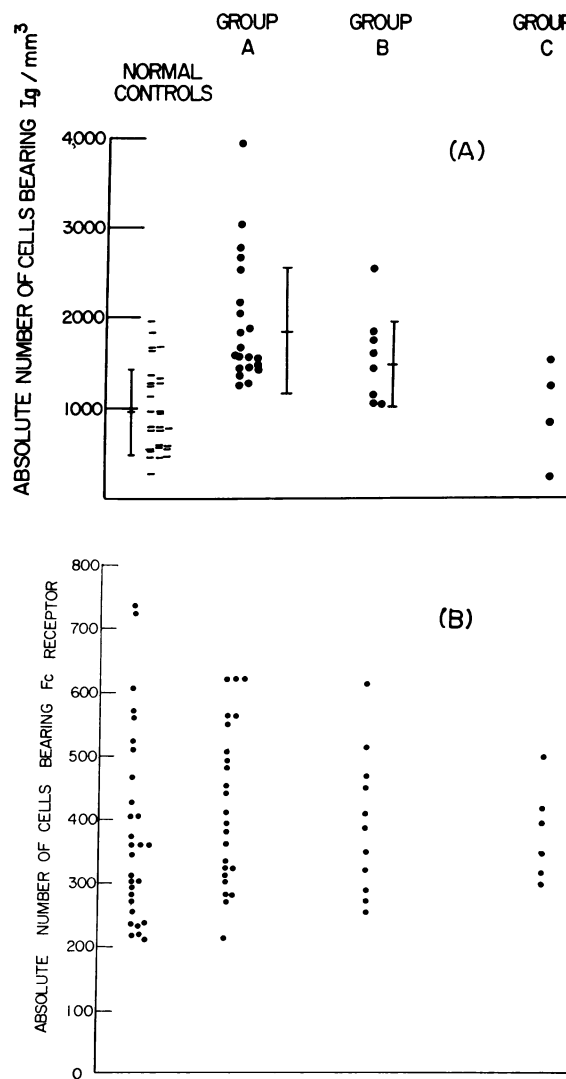 GROUP A
GROUP B
GROUP C
NORMAL
CONTROLS
ABSOLUTE NUMBER OF CELLS BEARING Ig/mm³
(A)
4,000
3000
2000
1000
ABSOLUTE NUMBER OF CELLS BEARING Fc RECEPTOR
(B)
800
700
600
500
400
300
200
100
0